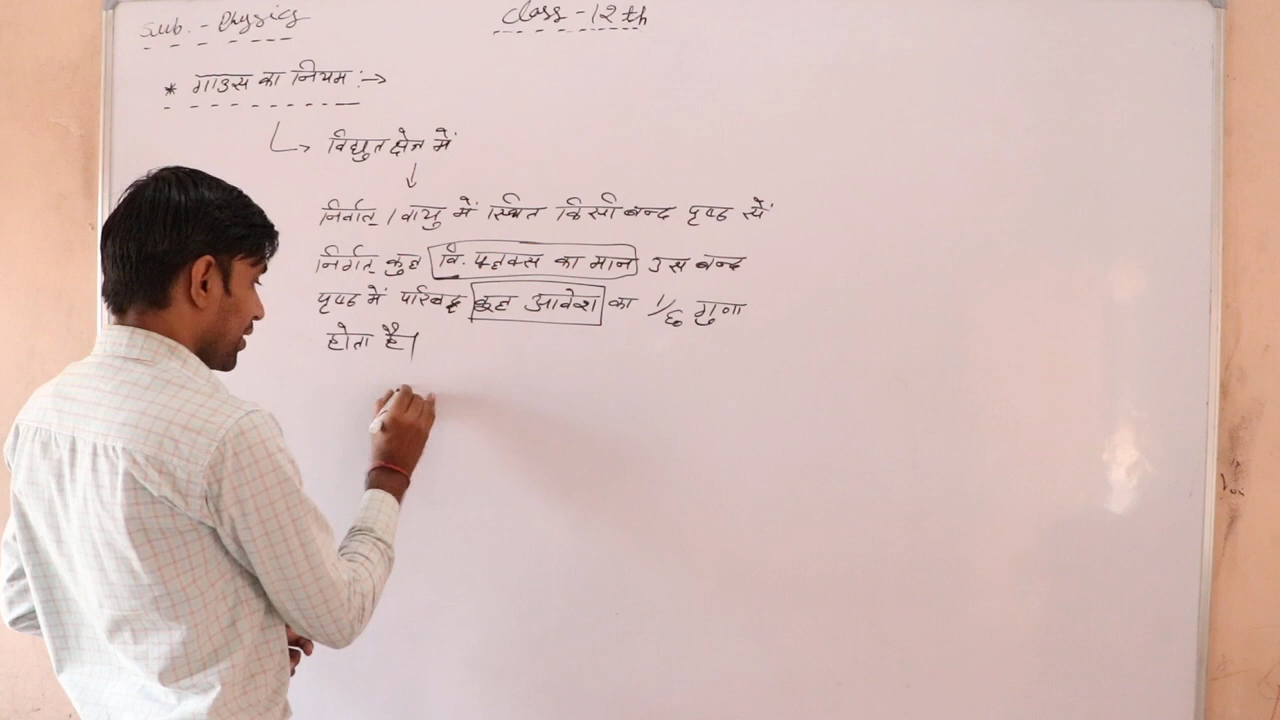 Sub. - Physics
Class - 12th
* गाउस का नियम :→
↳ विद्युत क्षेत्र में
↓
निर्वात / वायु में स्थित किसी बन्द पृष्ठ से
निर्गत कुल वि. फ्लक्स का मान उस बन्द
पृष्ठ में परिबद्ध कुल आवेश का 1/ε₀ गुना
होता है।